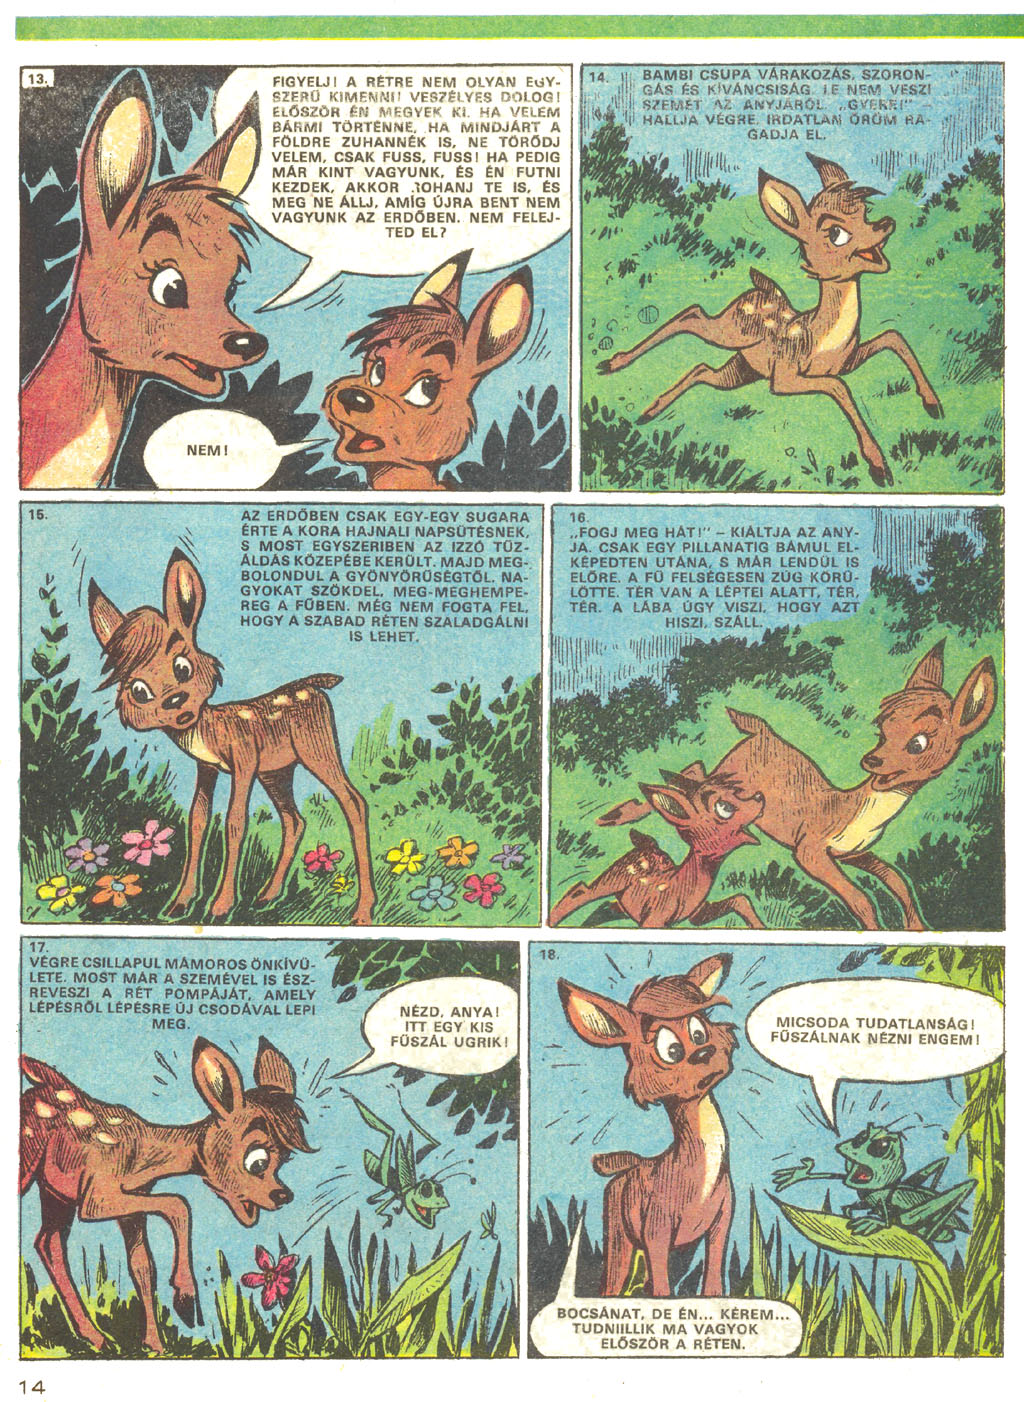 13.
FIGYELJ! A RÉTRE NEM OLYAN EGY-
SZERŰ KIMENNI! VESZÉLYES DOLOG!
ELŐSZÖR ÉN MEGYEK KI. HA VELEM
BÁRMI TÖRTÉNNE, HA MINDJÁRT A
FÖLDRE ZUHANNÉK IS, NE TÖRŐDJ
VELEM, CSAK FUSS, FUSS! HA PEDIG
MÁR KINT VAGYUNK, ÉS ÉN FUTNI
KEZDEK, AKKOR ROHANJ TE IS, ÉS
MEG NE ÁLLJ, AMÍG ÚJRA BENT NEM
VAGYUNK AZ ERDŐBEN. NEM FELEJ-
TED EL?
NEM!
14.
BAMBI CSUPA VÁRAKOZÁS, SZORON-
GÁS ÉS KÍVÁNCSISÁG. LE NEM VESZI
SZEMÉT AZ ANYJÁRÓL. „GYERE!" –
HALLJA VÉGRE. IRDATLAN ÖRÖM RA-
GADJA EL.
15.
AZ ERDŐBEN CSAK EGY-EGY SUGARA
ÉRTE A KORA HAJNALI NAPSÜTÉSNEK,
S MOST EGYSZERIBEN AZ IZZÓ TŰZ-
ÁLDÁS KÖZEPÉBE KERÜLT. MAJD MEG-
BOLONDUL A GYÖNYÖRŰSÉGTŐL. NA-
GYOKAT SZÖKDEL, MEG-MEGHEMPE-
REG A FŰBEN. MÉG NEM FOGTA FEL,
HOGY A SZABAD RÉTEN SZALADGÁLNI
IS LEHET.
16.
„FOGJ MEG HÁT!" – KIÁLTJA AZ ANY-
JA. CSAK EGY PILLANATIG BÁMUL EL-
KÉPEDTEN UTÁNA, S MÁR LENDÜL IS
ELŐRE. A FŰ FELSÉGESEN ZÚG KÖRÜ-
LÖTTE. TÉR VAN A LÉPTEI ALATT, TÉR,
TÉR. A LÁBA ÚGY VISZI, HOGY AZT
HISZI, SZÁLL.
17.
VÉGRE CSILLAPUL MÁMOROS ÖNKÍVÜ-
LETE. MOST MÁR A SZEMÉVEL IS ÉSZ-
REVESZI A RÉT POMPÁJÁT, AMELY
LÉPÉSRŐL LÉPÉSRE ÚJ CSODÁVAL LEPI
MEG.
NÉZD, ANYA!
ITT EGY KIS
FŰSZÁL UGRIK!
18.
MICSODA TUDATLANSÁG!
FŰSZÁLNAK NÉZNI ENGEM!
BOCSÁNAT, DE ÉN... KÉREM...
TUDNIILLIK MA VAGYOK
ELŐSZÖR A RÉTEN.
14